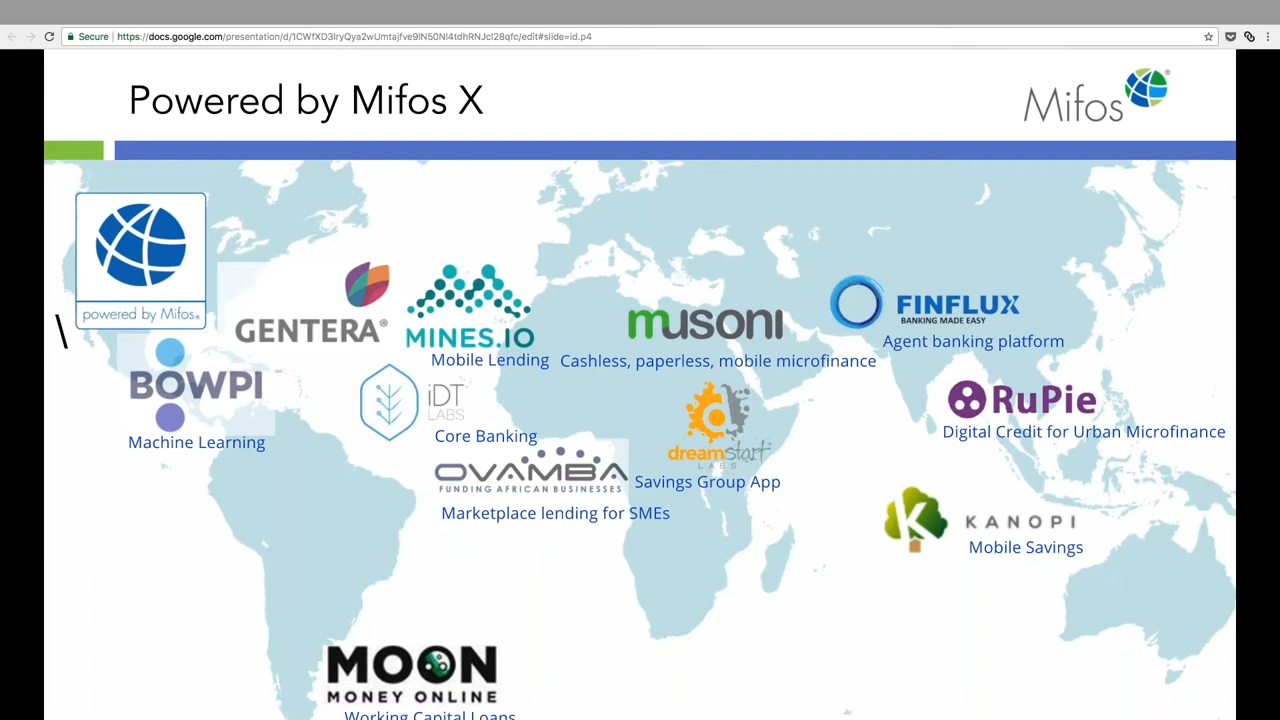 Secure
https://docs.google.com/presentation/d/1CWfXD3lryQya2wUmtajfve9lN50Nl4tdhRNJcl28qfc/edit#slide=id.p4
Powered by Mifos X
Mifos®
powered by Mifos®
\
GENTERA®
MINES.IO
Mobile Lending
musoni
Cashless, paperless, mobile microfinance
FINFLUX
BANKING MADE EASY
Agent banking platform
BOWPI
Machine Learning
iDT
LABS
Core Banking
dreamstart
LABS
Savings Group App
RuPie
Digital Credit for Urban Microfinance
OVAMBA
FUNDING AFRICAN BUSINESSES
Marketplace lending for SMEs
K
KANOPI
Mobile Savings
MOON
MONEY ONLINE
Working Capital Loans